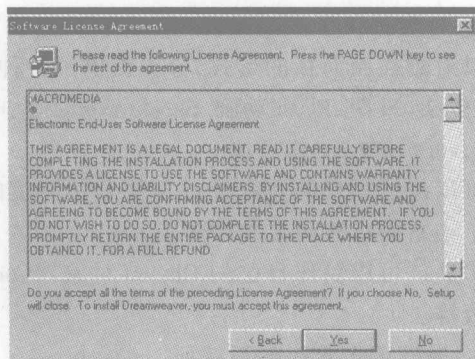 Software License Agreement
Please read the following License Agreement. Press the PAGE DOWN key to see
the rest of the agreement.
MACROMEDIA
®
Electronic End-User Software License Agreement
THIS AGREEMENT IS A LEGAL DOCUMENT. READ IT CAREFULLY BEFORE
COMPLETING THE INSTALLATION PROCESS AND USING THE SOFTWARE. IT
PROVIDES A LICENSE TO USE THE SOFTWARE AND CONTAINS WARRANTY
INFORMATION AND LIABILITY DISCLAIMERS. BY INSTALLING AND USING THE
SOFTWARE, YOU ARE CONFIRMING ACCEPTANCE OF THE SOFTWARE AND
AGREEING TO BECOME BOUND BY THE TERMS OF THIS AGREEMENT. IF YOU
DO NOT WISH TO DO SO, DO NOT COMPLETE THE INSTALLATION PROCESS,
PROMPTLY RETURN THE ENTIRE PACKAGE TO THE PLACE WHERE YOU
OBTAINED IT, FOR A FULL REFUND.
Do you accept all the terms of the preceding License Agreement? If you choose No, Setup
will close. To install Dreamweaver, you must accept this agreement.
< Back Yes No